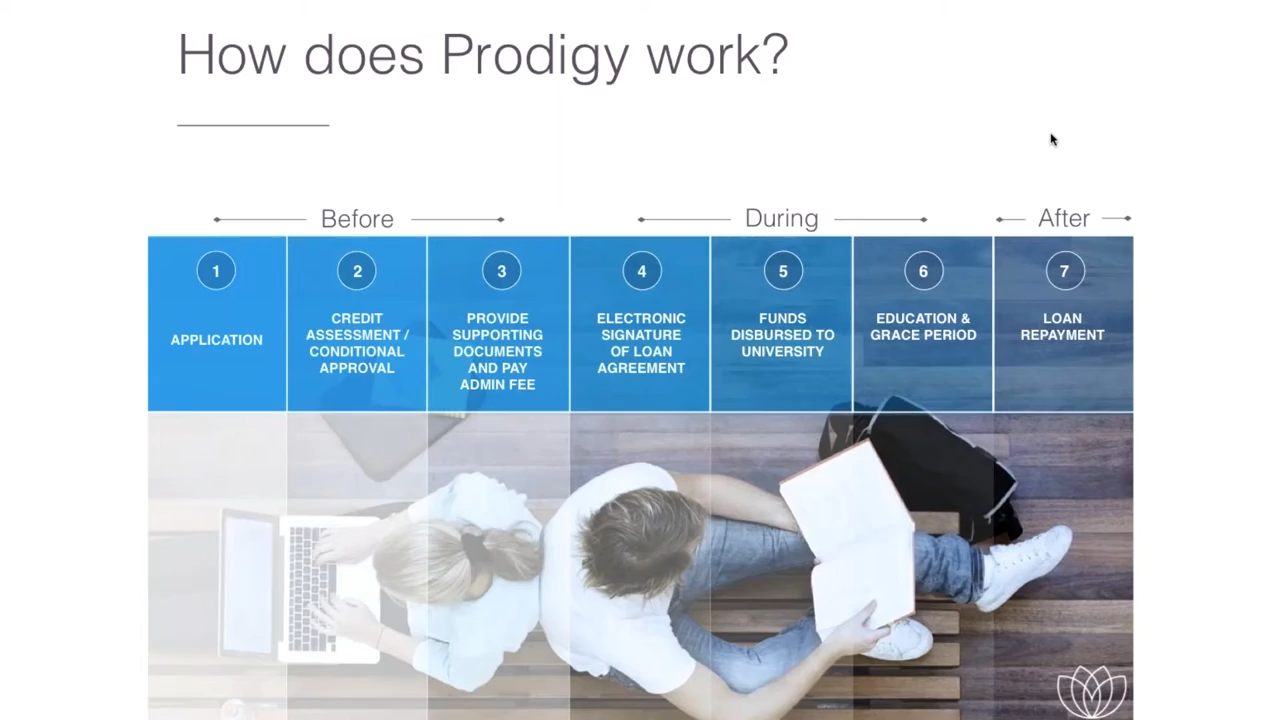 How does Prodigy work?
Before
During
After
1
APPLICATION
2
CREDIT
ASSESSMENT /
CONDITIONAL
APPROVAL
3
PROVIDE
SUPPORTING
DOCUMENTS
AND PAY
ADMIN FEE
4
ELECTRONIC
SIGNATURE
OF LOAN
AGREEMENT
5
FUNDS
DISBURSED TO
UNIVERSITY
6
EDUCATION &
GRACE PERIOD
7
LOAN
REPAYMENT